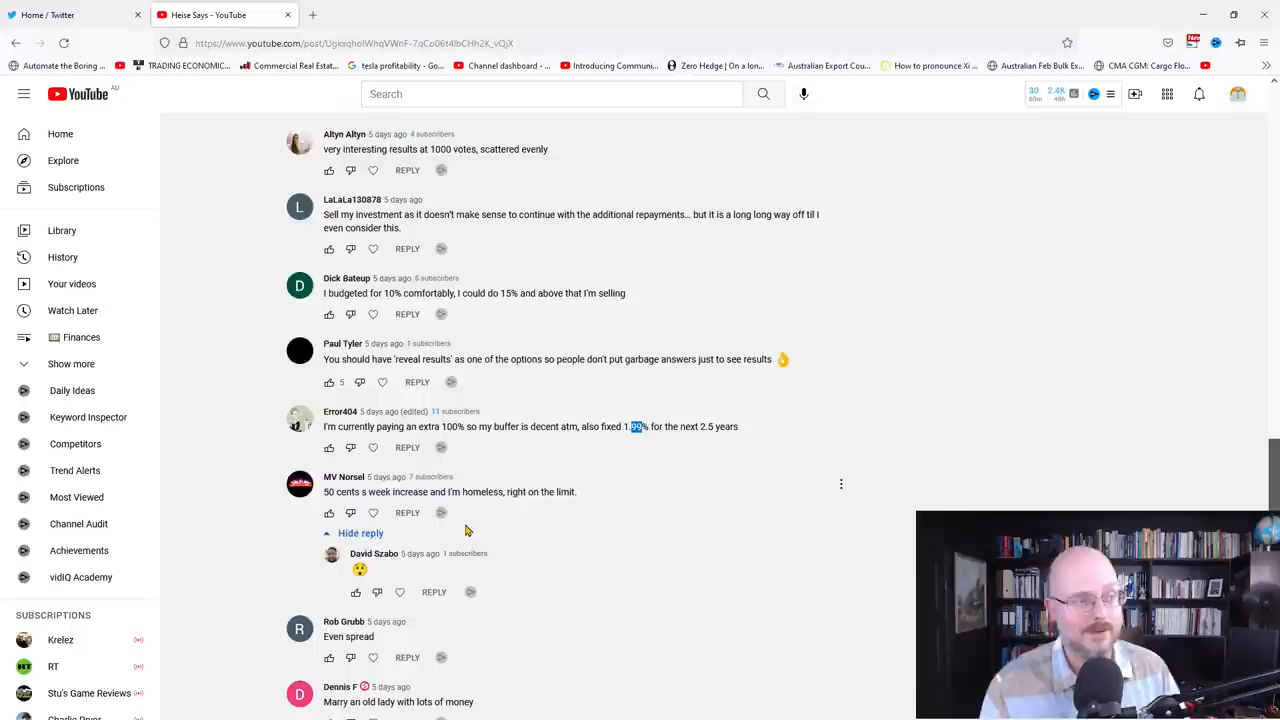 Home / Twitter
Heise Says - YouTube
https://www.youtube.com/post/UgkxqholWhqVWnF-7qCo06t4lbCHh2K_vQjX
Automate the Boring ...
TRADING ECONOMIC...
Commercial Real Estat...
tesla profitability - Go...
Channel dashboard - ...
Introducing Communi...
Zero Hedge | On a lon...
Australian Export Cou...
How to pronounce Xi ...
Australian Feb Bulk Ex...
CMA CGM: Cargo Flo...
YouTube AU
Search
30 2.4K
60m 48h
New
Home
Explore
Subscriptions
Library
History
Your videos
Watch Later
Finances
Show more
Daily Ideas
Keyword Inspector
Competitors
Trend Alerts
Most Viewed
Channel Audit
Achievements
vidIQ Academy
SUBSCRIPTIONS
Krelez
RT
Stu's Game Reviews
Charlie Pryor
Altyn Altyn 5 days ago 4 subscribers
very interesting results at 1000 votes, scattered evenly
REPLY
L
LaLaLa130878 5 days ago
Sell my investment as it doesn't make sense to continue with the additional repayments... but it is a long long way off til I
even consider this.
REPLY
D
Dick Bateup 5 days ago 6 subscribers
I budgeted for 10% comfortably, I could do 15% and above that I'm selling
REPLY
Paul Tyler 5 days ago 1 subscribers
You should have 'reveal results' as one of the options so people don't put garbage answers just to see results 👌
5 REPLY
Error404 5 days ago (edited) 11 subscribers
I'm currently paying an extra 100% so my buffer is decent atm, also fixed 1.99% for the next 2.5 years
REPLY
MV Norsel 5 days ago 7 subscribers
50 cents s week increase and I'm homeless, right on the limit.
REPLY
Hide reply
David Szabo 5 days ago 1 subscribers
😲
REPLY
R
Rob Grubb 5 days ago
Even spread
REPLY
D
Dennis F 5 days ago
Marry an old lady with lots of money